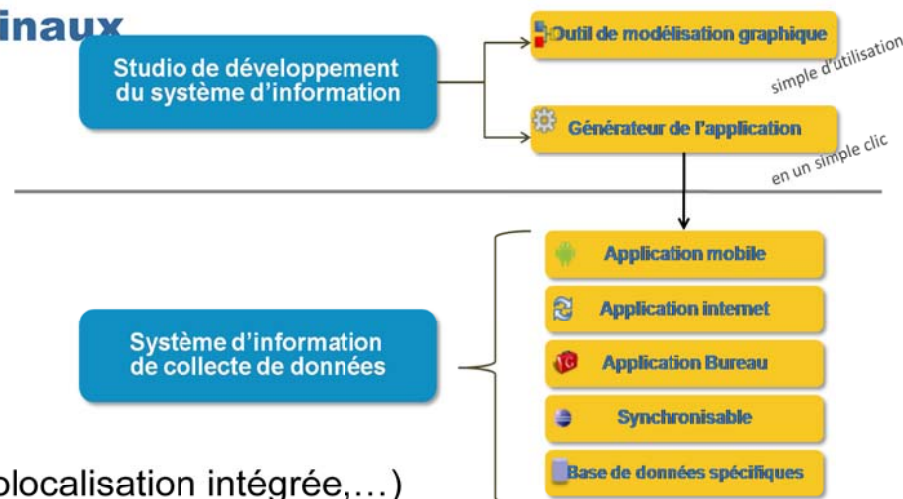 inaux
Studio de développement
du système d'information
Outil de modélisation graphique
simple d'utilisation
Générateur de l'application
en un simple clic
Système d'information
de collecte de données
Application mobile
Application internet
Application Bureau
Synchronisable
Base de données spécifiques
olocalisation intégrée,…)